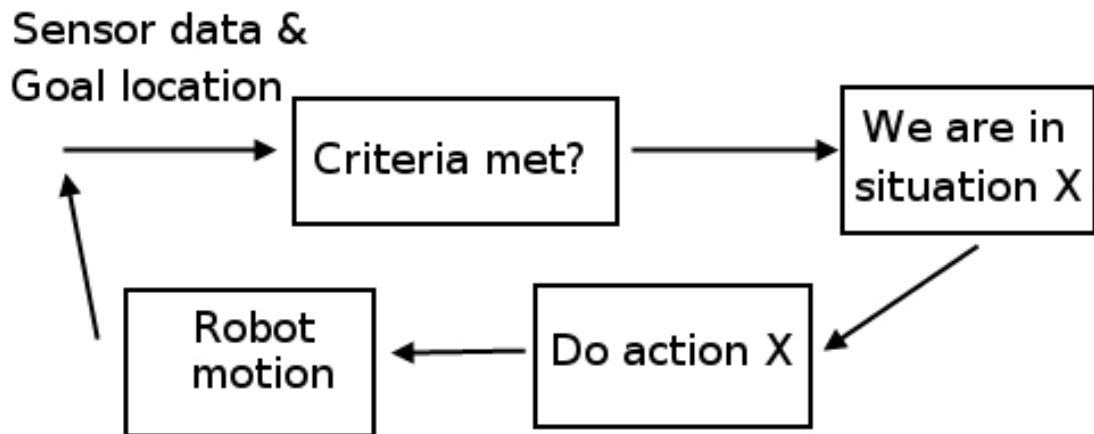 Sensor data &
Goal location
Criteria met?
We are in
situation X
Do action X
Robot
motion